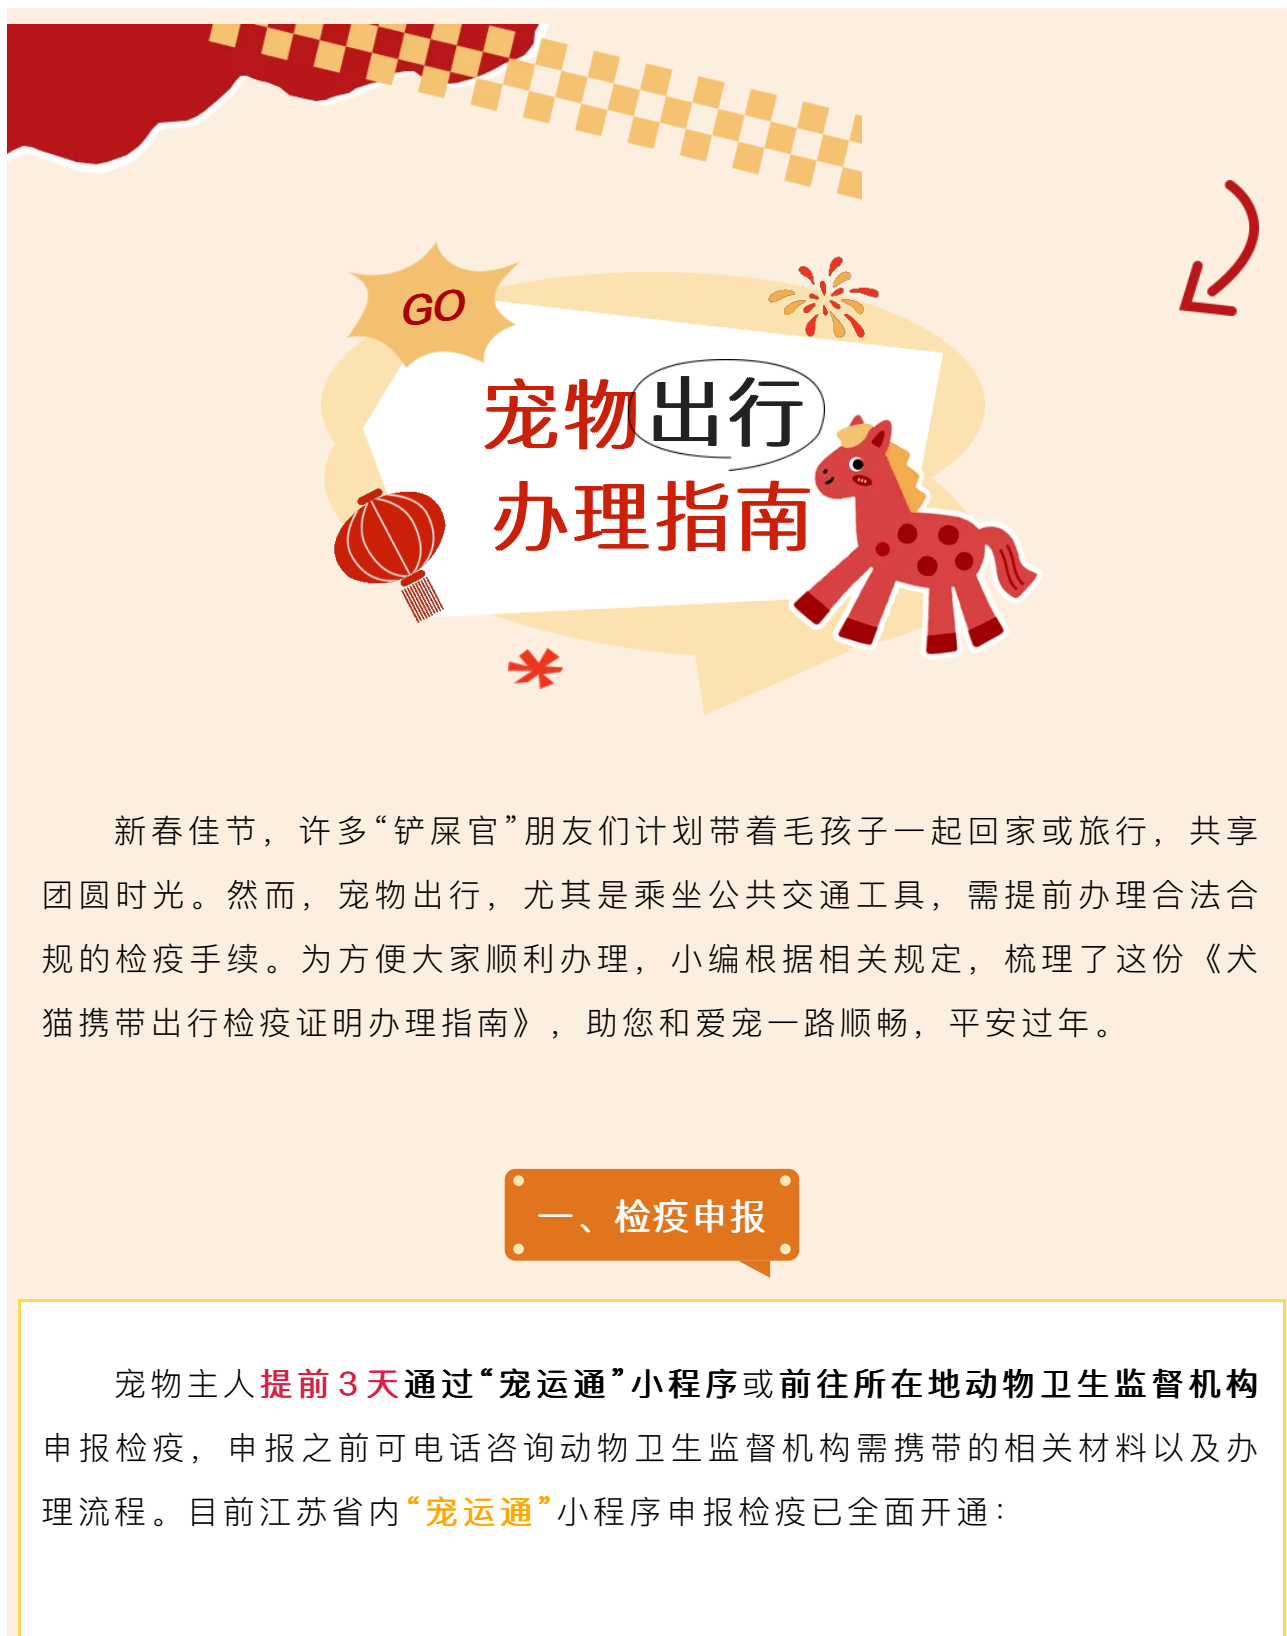 GO
宠物出行
办理指南
新春佳节，许多“铲屎官”朋友们计划带着毛孩子一起回家或旅行，共享
团圆时光。然而，宠物出行，尤其是乘坐公共交通工具，需提前办理合法合
规的检疫手续。为方便大家顺利办理，小编根据相关规定，梳理了这份《犬
猫携带出行检疫证明办理指南》，助您和爱宠一路顺畅，平安过年。
一、检疫申报
宠物主人提前3天通过“宠运通”小程序或前往所在地动物卫生监督机构
申报检疫，申报之前可电话咨询动物卫生监督机构需携带的相关材料以及办
理流程。目前江苏省内“宠运通”小程序申报检疫已全面开通：